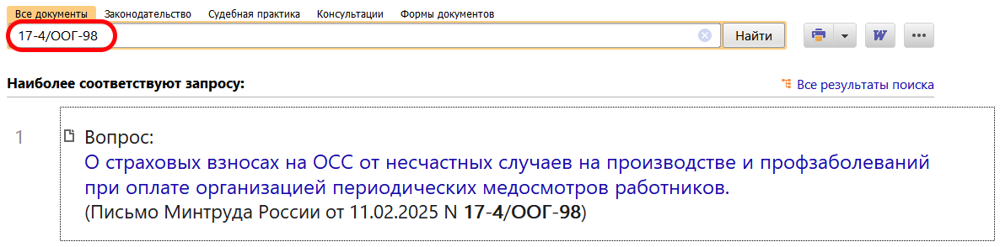 Все документы Законодательство Судебная практика Консультации Формы документов
17-4/ООГ-98 Найти
Наиболее соответствуют запросу: Все результаты поиска
1 Вопрос:
О страховых взносах на ОСС от несчастных случаев на производстве и профзаболеваний
при оплате организацией периодических медосмотров работников.
(Письмо Минтруда России от 11.02.2025 N 17-4/ООГ-98)